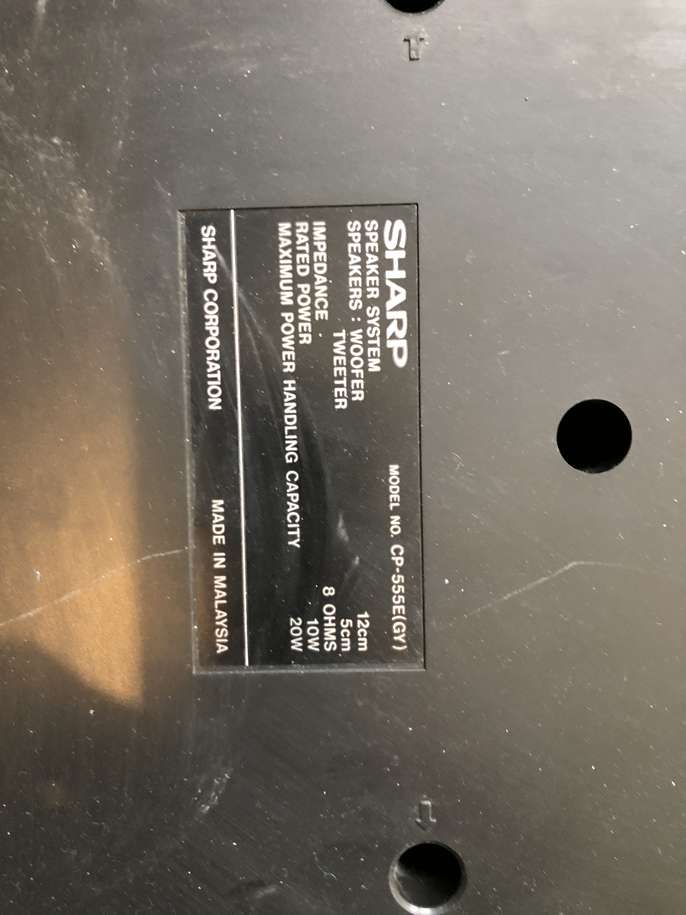 SHARP MODEL NO. CP-555E(GY)
SPEAKER SYSTEM
SPEAKERS : WOOFER 12cm
TWEETER 5cm
IMPEDANCE 8 OHMS
RATED POWER 10W
MAXIMUM POWER HANDLING CAPACITY 20W
SHARP CORPORATION MADE IN MALAYSIA